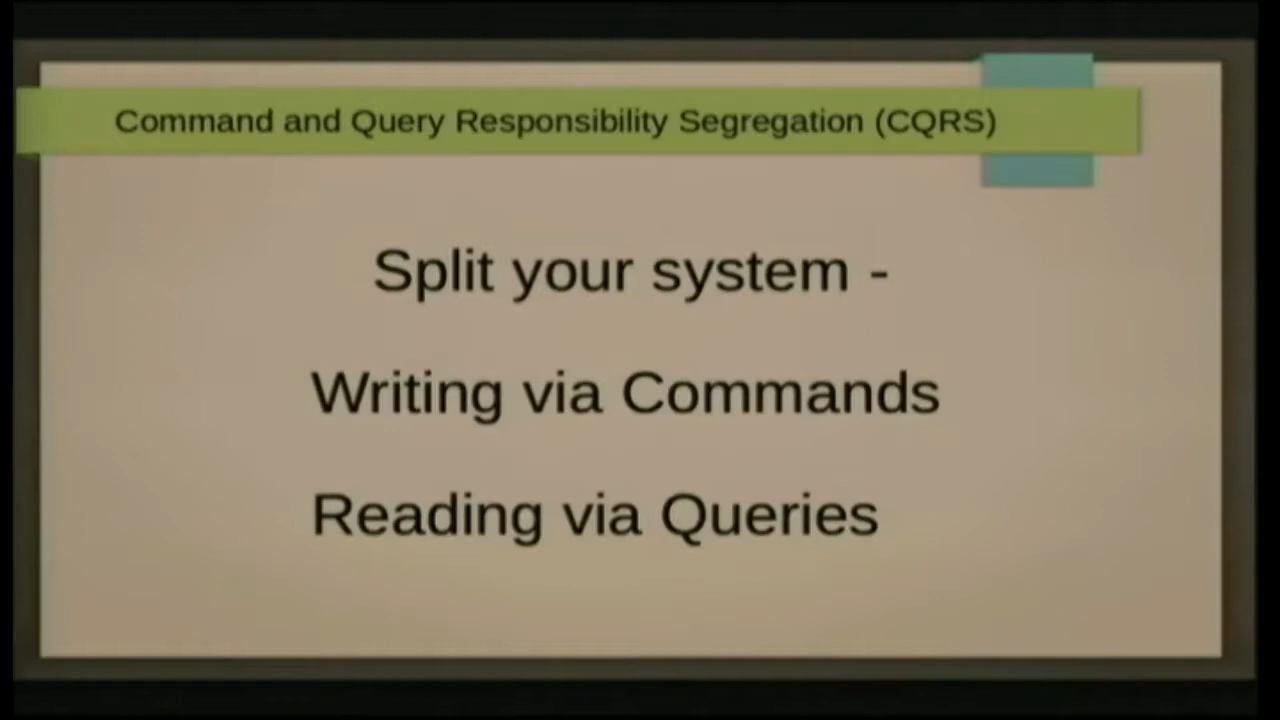 Command and Query Responsibility Segregation (CQRS)
Split your system -
Writing via Commands
Reading via Queries